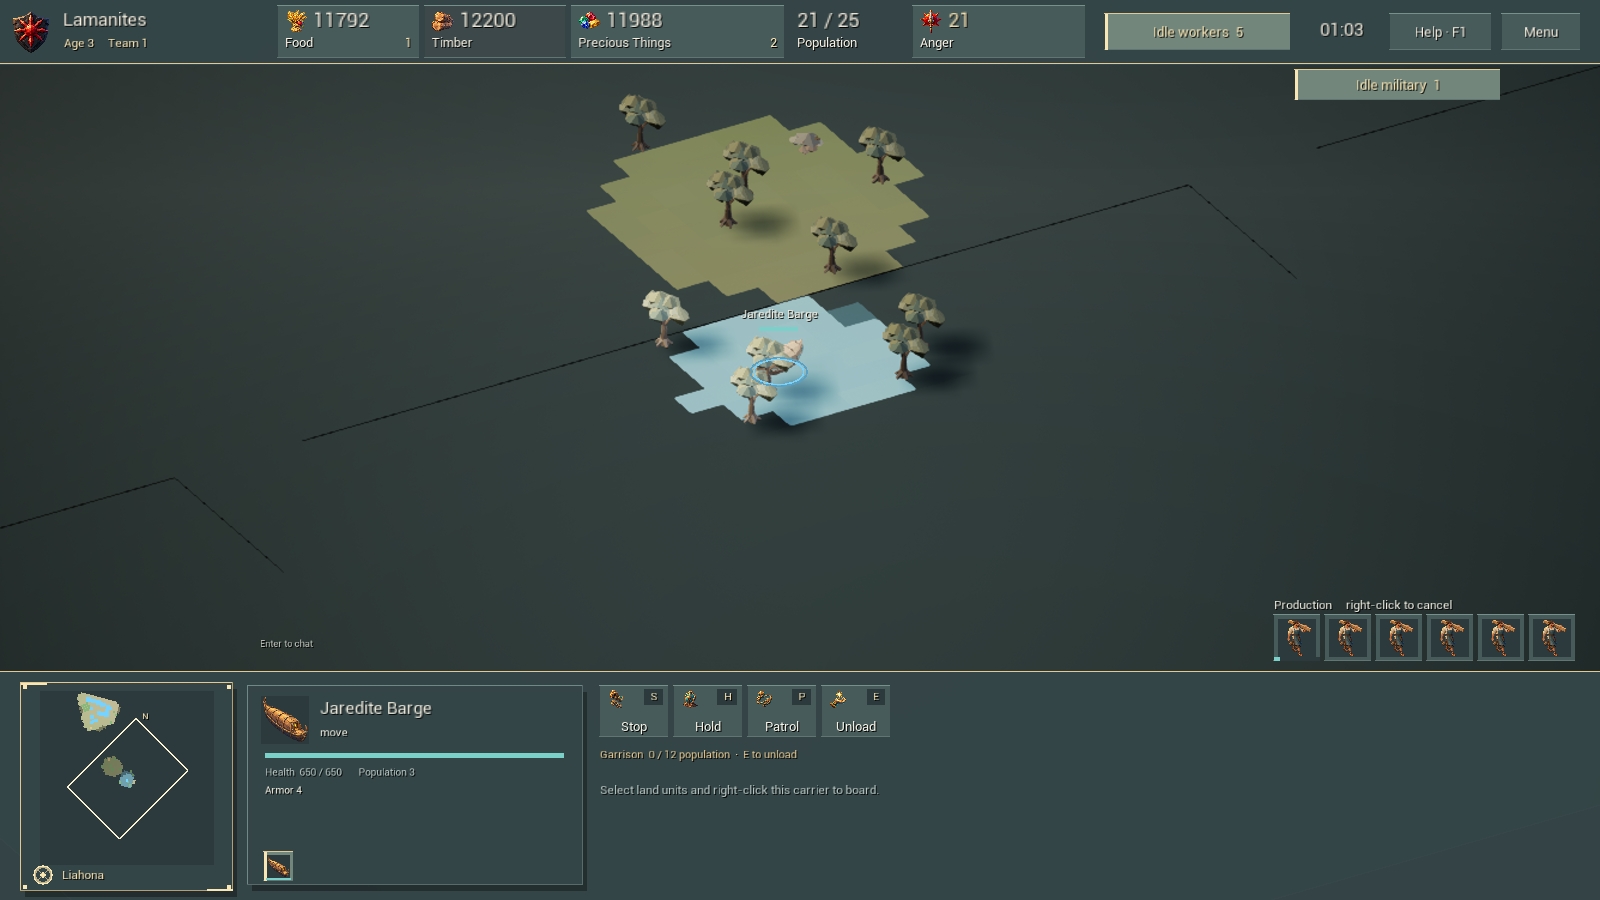 Lamanites
Age 3 Team 1
11792
Food 1
12200
Timber
11988
Precious Things 2
21 / 25
Population
21
Anger
Idle workers 5
01:03
Help · F1
Menu
Idle military 1
Jaredite Barge
Production right-click to cancel
Enter to chat
N
Liahona
Jaredite Barge
move
Health 650 / 650 Population 3
Armor 4
S
Stop
H
Hold
P
Patrol
E
Unload
Garrison 0 / 12 population · E to unload
Select land units and right-click this carrier to board.